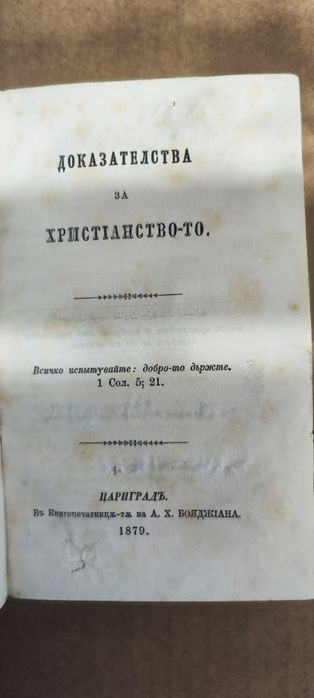 ДОКАЗАТЕЛСТВА
ЗА
ХРИСТІАНСТВО-ТО.
Всичко испытувайте: добро-то дьржте.
1 Сол. 5; 21.
ЦАРИГРАДЪ.
Въ Книгопечатницѫ-тѫ на А. Х. БОЯДЖІАНА.
1879.